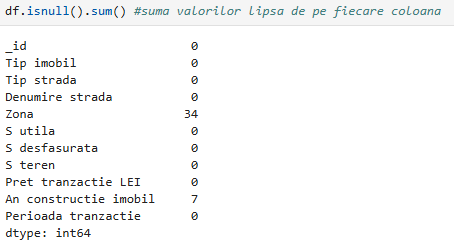 df.isnull().sum() #suma valorilor lipsa de pe fiecare coloana
_id 0
Tip imobil 0
Tip strada 0
Denumire strada 0
Zona 34
S utila 0
S desfasurata 0
S teren 0
Pret tranzactie LEI 0
An constructie imobil 7
Perioada tranzactie 0
dtype: int64